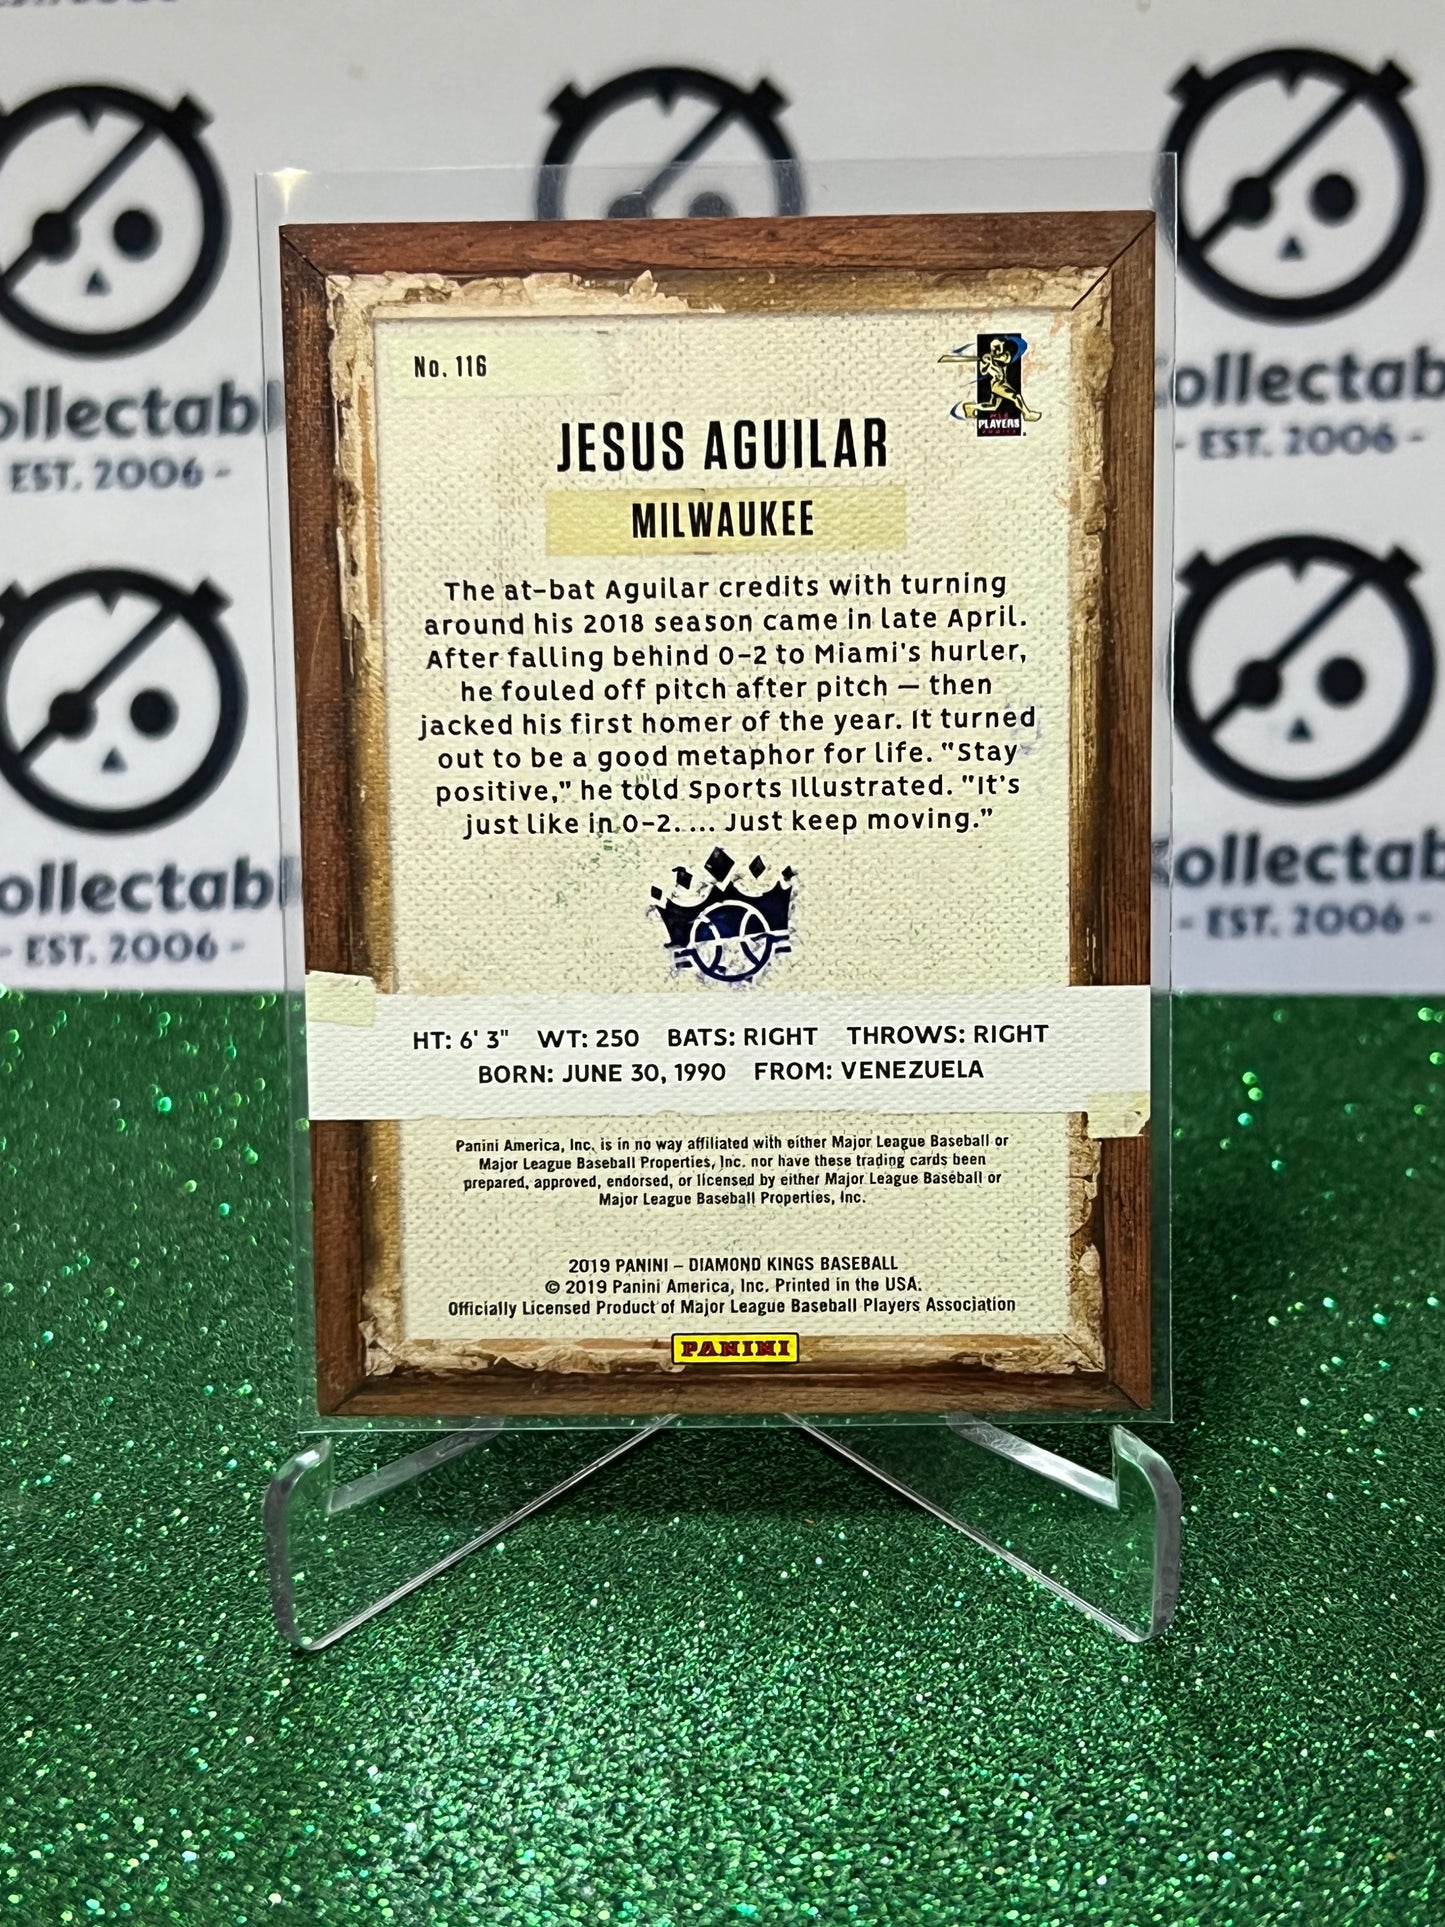 No. 116
PLAYERS
JESUS AGUILAR
MILWAUKEE
The at-bat Aguilar credits with turning
around his 2018 season came in late April.
After falling behind 0-2 to Miami's hurler,
he fouled off pitch after pitch — then
jacked his first homer of the year. It turned
out to be a good metaphor for life. "Stay
positive," he told Sports Illustrated. "It's
just like in 0-2. ... Just keep moving."
HT: 6' 3" WT: 250 BATS: RIGHT THROWS: RIGHT
BORN: JUNE 30, 1990 FROM: VENEZUELA
Panini America, Inc. is in no way affiliated with either Major League Baseball or
Major League Baseball Properties, Inc. nor have these trading cards been
prepared, approved, endorsed, or licensed by either Major League Baseball or
Major League Baseball Properties, Inc.
2019 PANINI – DIAMOND KINGS BASEBALL
© 2019 Panini America, Inc. Printed in the USA.
Officially Licensed Product of Major League Baseball Players Association
PANINI
ollectabl
EST. 2006 -
ollectab
- EST. 2006 -
ollectabl
- EST. 2006 -
ollectab
- EST. 2006 -